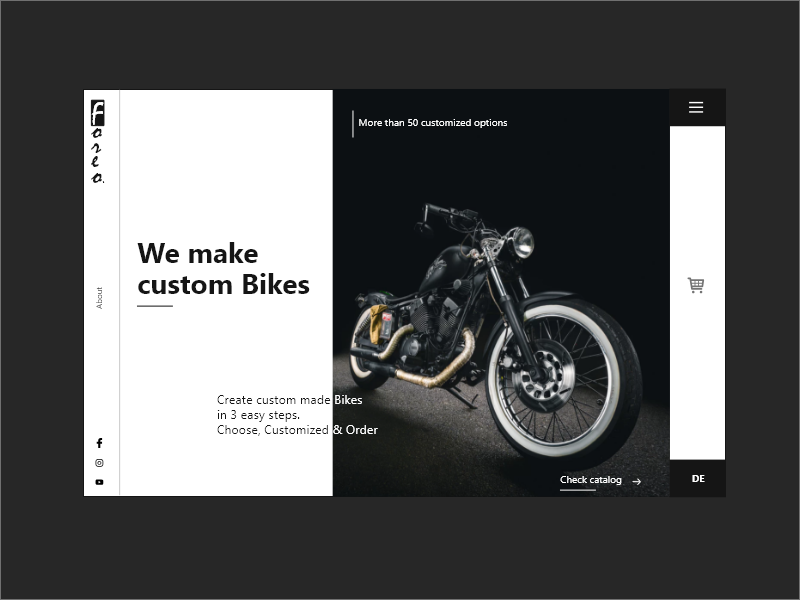 Foreo.
More than 50 customized options
We make
custom Bikes
About
Create custom made Bikes
in 3 easy steps.
Choose, Customized & Order
Check catalog
DE